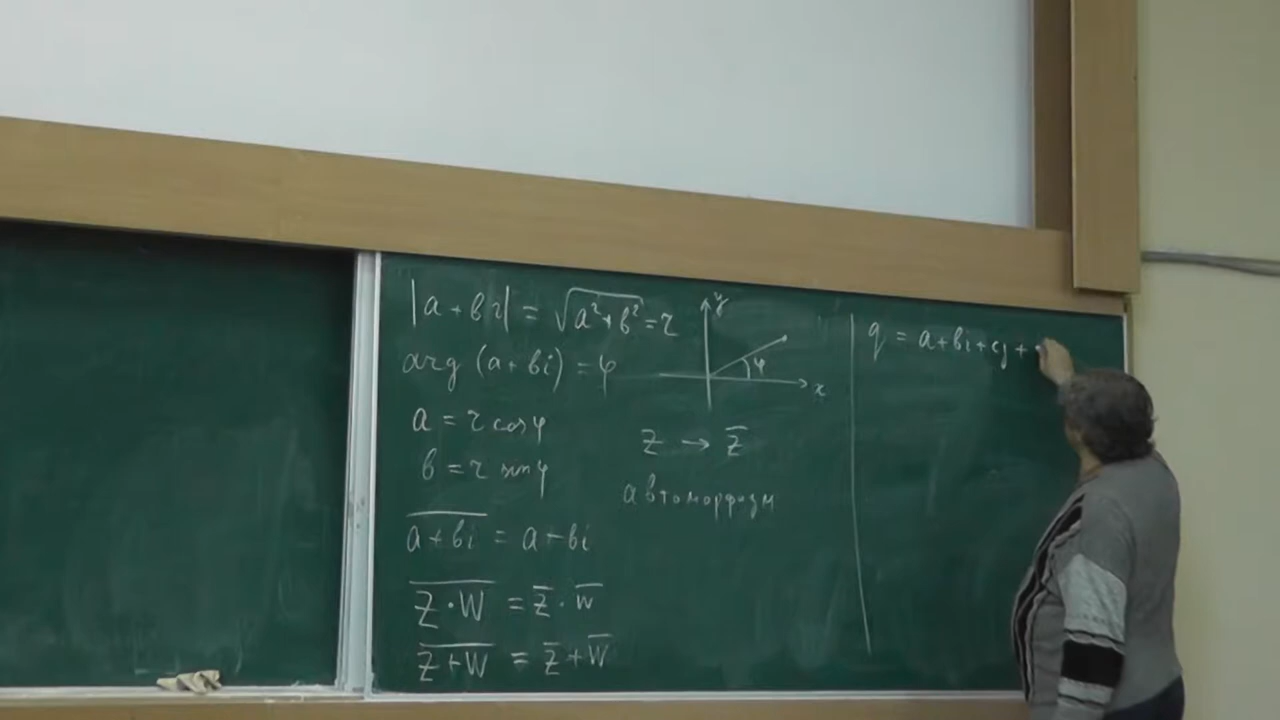 |a+bi| = √a²+b² = r
arg (a+bi) = φ
a = r cos φ
b = r sin φ
a+bi̅ = a−bi
Z·W̅ = z̅·w̅
z+w̅ = z̅+w̅
y
φ
x
z → z̅
автоморфизм
q = a+bi+cj+